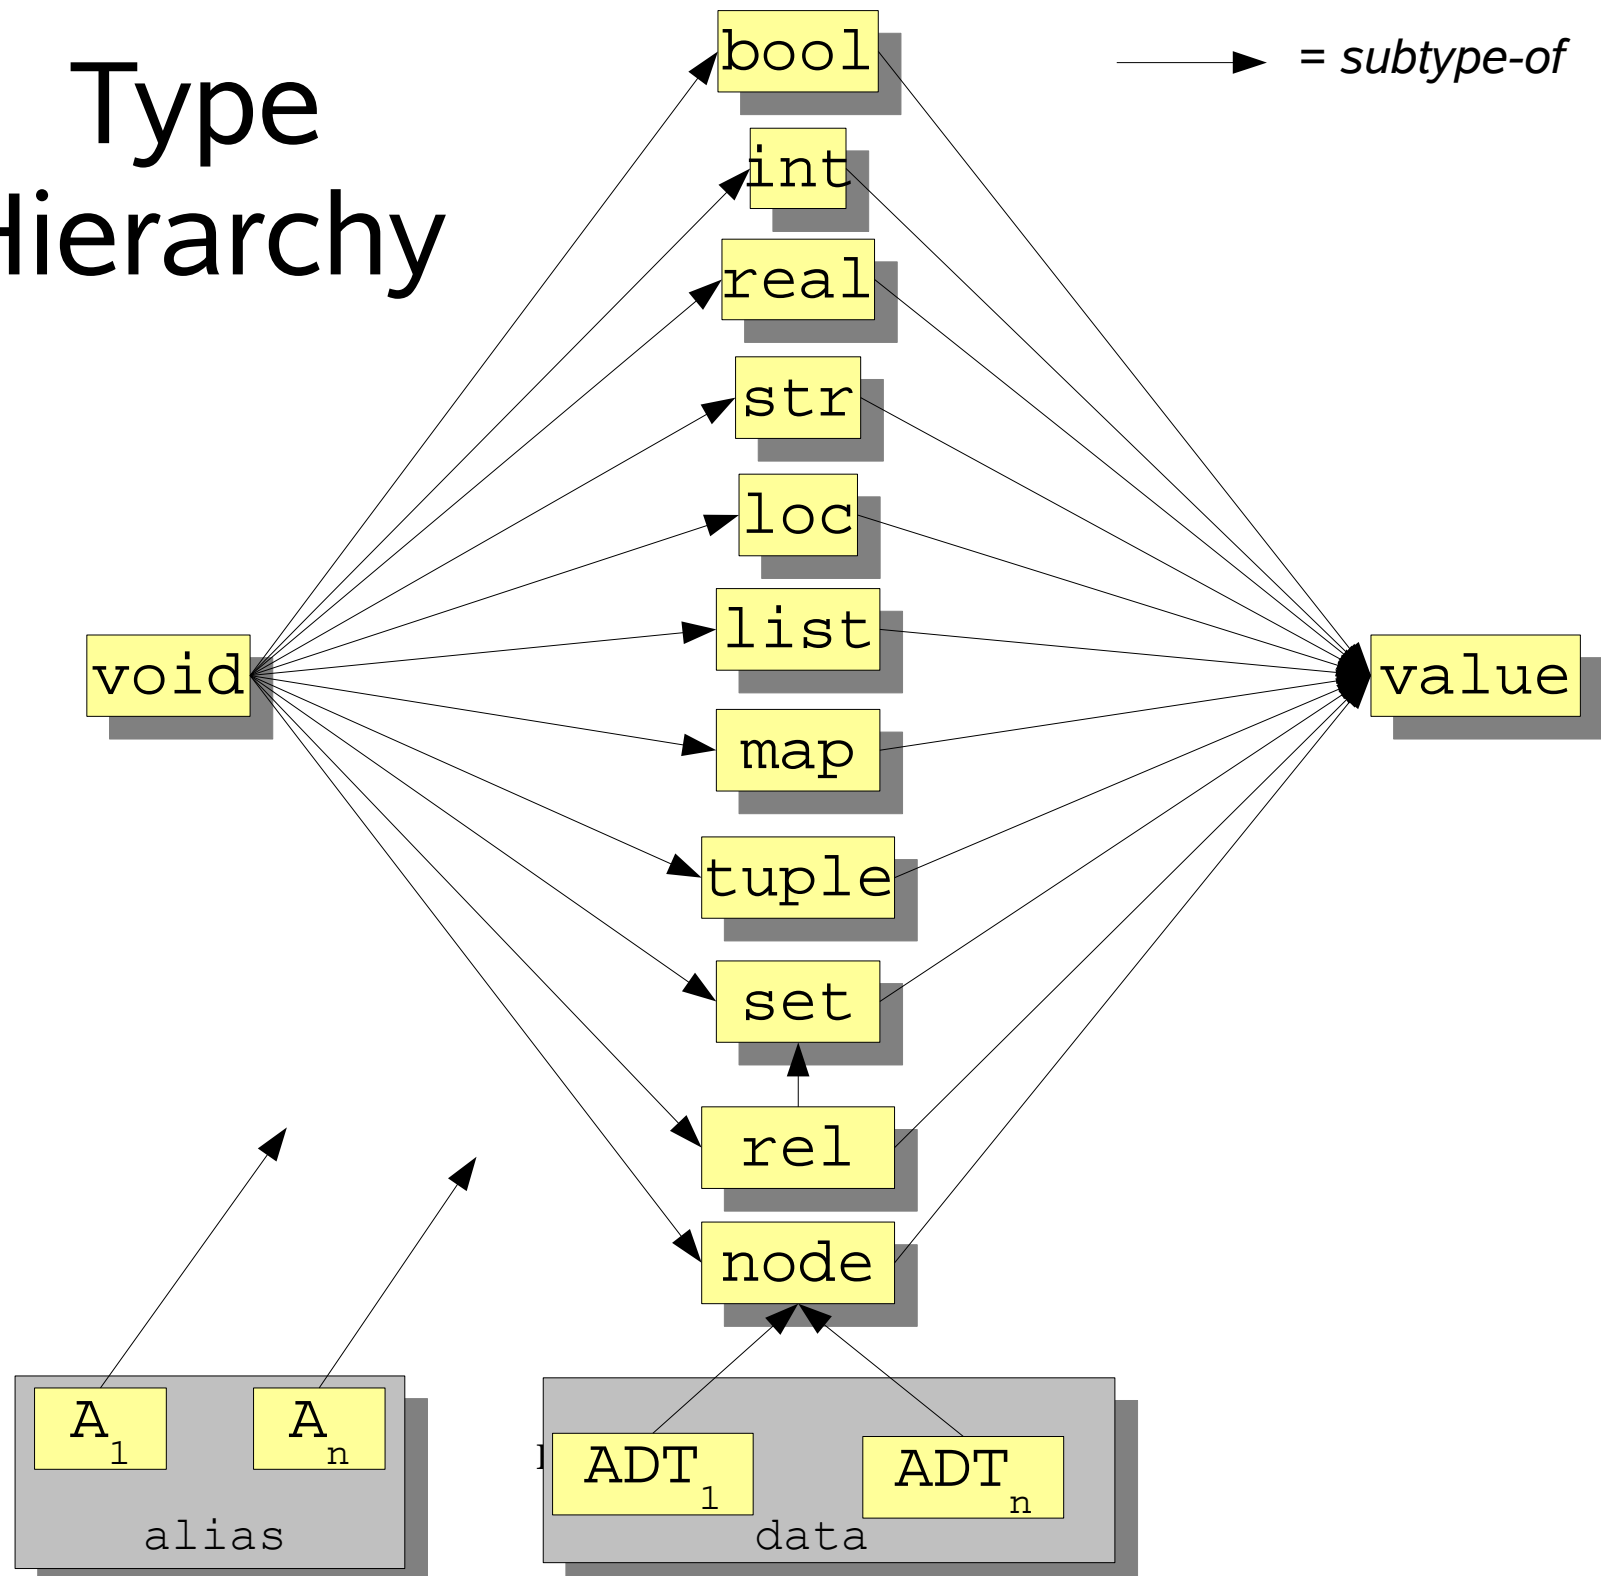 Type
Hierarchy
= subtype-of
bool
int
real
str
loc
list
void
value
map
tuple
set
rel
node
A1
An
alias
ADT1
ADTn
data